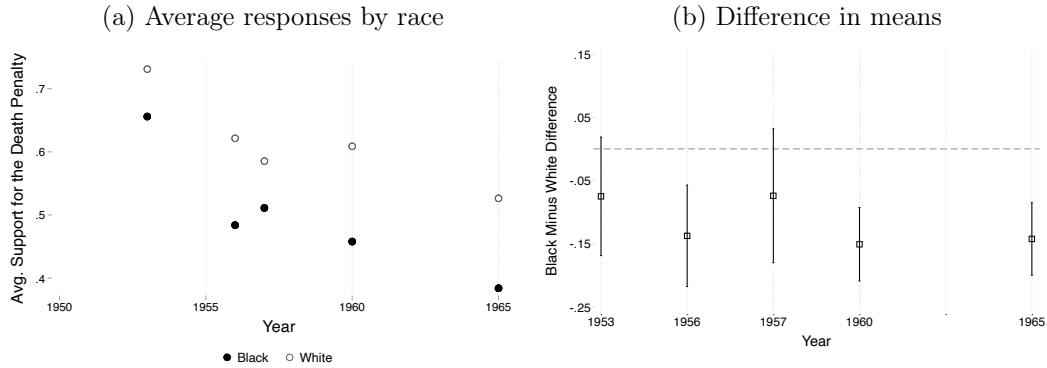 (a) Average responses by race
Avg. Support for the Death Penalty
.7
.6
.5
.4
1950
1955
1960
1965
Year
Black
White
(b) Difference in means
Black Minus White Difference
.15
.05
-.05
-.15
-.25
1953
1956
1957
1960
1965
Year